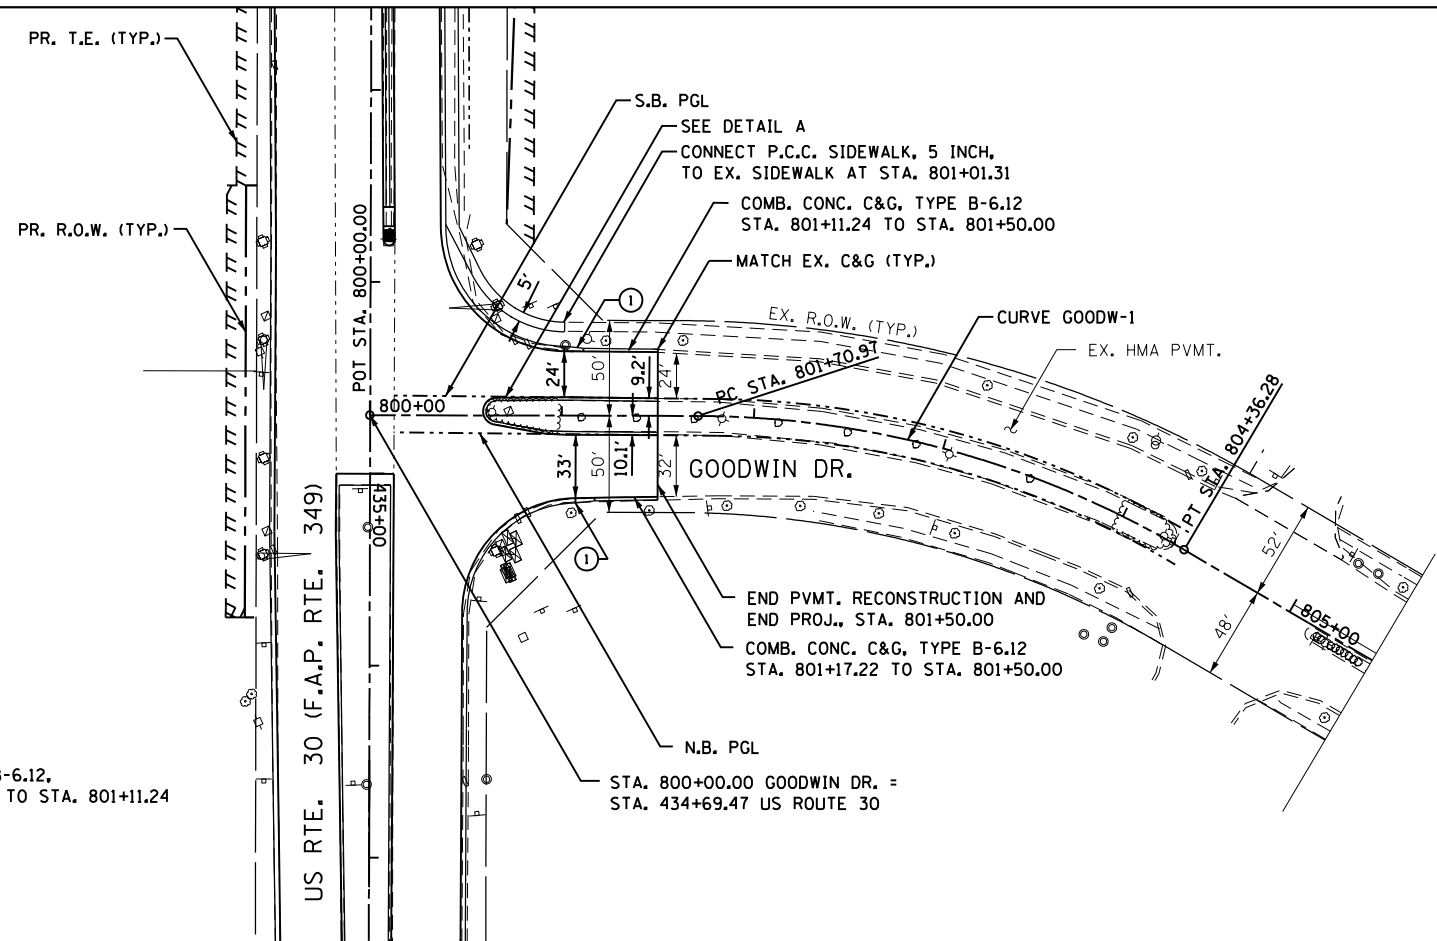 PR. T.E. (TYP.)
S.B. PGL
SEE DETAIL A
CONNECT P.C.C. SIDEWALK, 5 INCH,
TO EX. SIDEWALK AT STA. 801+01.31
COMB. CONC. C&G, TYPE B-6.12
STA. 801+11.24 TO STA. 801+50.00
PR. R.O.W. (TYP.)
MATCH EX. C&G (TYP.)
POT STA. 800+00.00
5'
1
EX. R.O.W. (TYP.)
CURVE GOODW-1
EX. HMA PVMT.
24'
50'
9.2'
24'
PC STA. 801+70.97
PT STA. 804+36.28
800+00
33'
50'
10.1'
32'
GOODWIN DR.
435+00
US RTE. 30 (F.A.P. RTE. 349)
1
52'
48'
805+00
END PVMT. RECONSTRUCTION AND
END PROJ., STA. 801+50.00
COMB. CONC. C&G, TYPE B-6.12
STA. 801+17.22 TO STA. 801+50.00
N.B. PGL
STA. 800+00.00 GOODWIN DR. =
STA. 434+69.47 US ROUTE 30
-6.12,
TO STA. 801+11.24